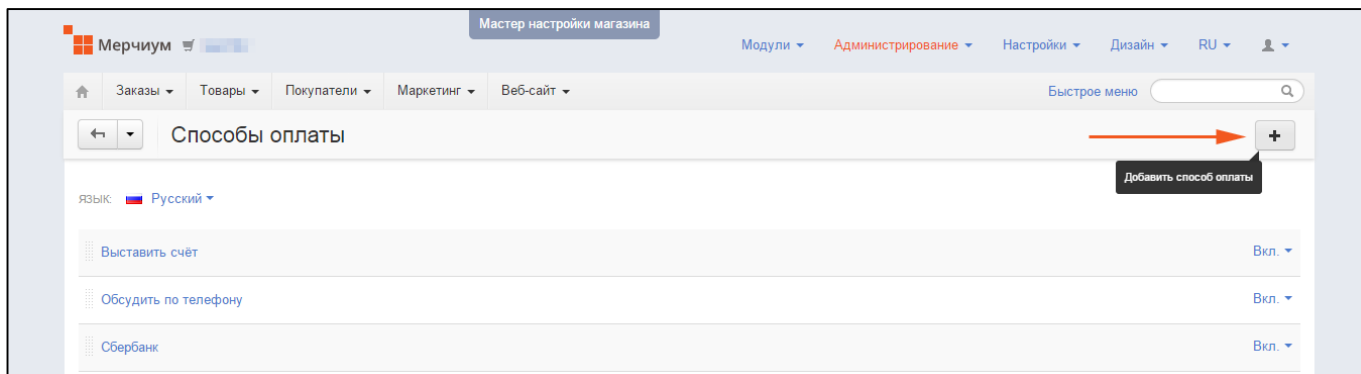 Мастер настройки магазина
Мерчиум
Модули Администрирование Настройки Дизайн RU
Заказы Товары Покупатели Маркетинг Веб-сайт Быстрое меню
Способы оплаты
+
Добавить способ оплаты
ЯЗЫК: Русский
Выставить счёт Вкл.
Обсудить по телефону Вкл.
Сбербанк Вкл.